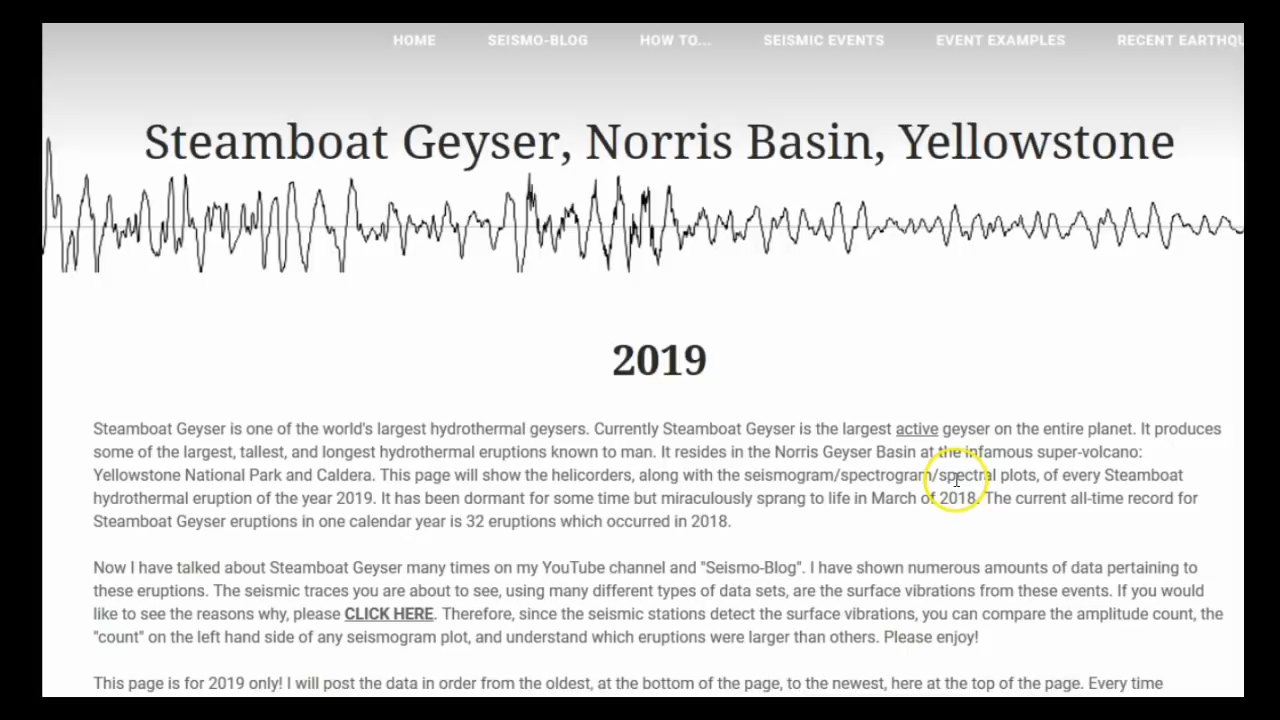 HOME SEISMO-BLOG HOW TO... SEISMIC EVENTS EVENT EXAMPLES RECENT EARTHQU
Steamboat Geyser, Norris Basin, Yellowstone
2019
Steamboat Geyser is one of the world's largest hydrothermal geysers. Currently Steamboat Geyser is the largest active geyser on the entire planet. It produces
some of the largest, tallest, and longest hydrothermal eruptions known to man. It resides in the Norris Geyser Basin at the infamous super-volcano:
Yellowstone National Park and Caldera. This page will show the helicorders, along with the seismogram/spectrogram/spectral plots, of every Steamboat
hydrothermal eruption of the year 2019. It has been dormant for some time but miraculously sprang to life in March of 2018. The current all-time record for
Steamboat Geyser eruptions in one calendar year is 32 eruptions which occurred in 2018.
Now I have talked about Steamboat Geyser many times on my YouTube channel and "Seismo-Blog". I have shown numerous amounts of data pertaining to
these eruptions. The seismic traces you are about to see, using many different types of data sets, are the surface vibrations from these events. If you would
like to see the reasons why, please CLICK HERE. Therefore, since the seismic stations detect the surface vibrations, you can compare the amplitude count, the
"count" on the left hand side of any seismogram plot, and understand which eruptions were larger than others. Please enjoy!
This page is for 2019 only! I will post the data in order from the oldest, at the bottom of the page, to the newest, here at the top of the page. Every time